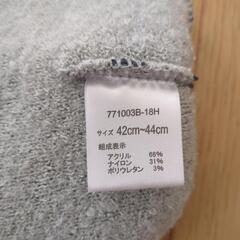 771003B-18H
サイズ 42cm~44cm
組成表示
アクリル 66%
ナイロン 31%
ポリウレタン 3%